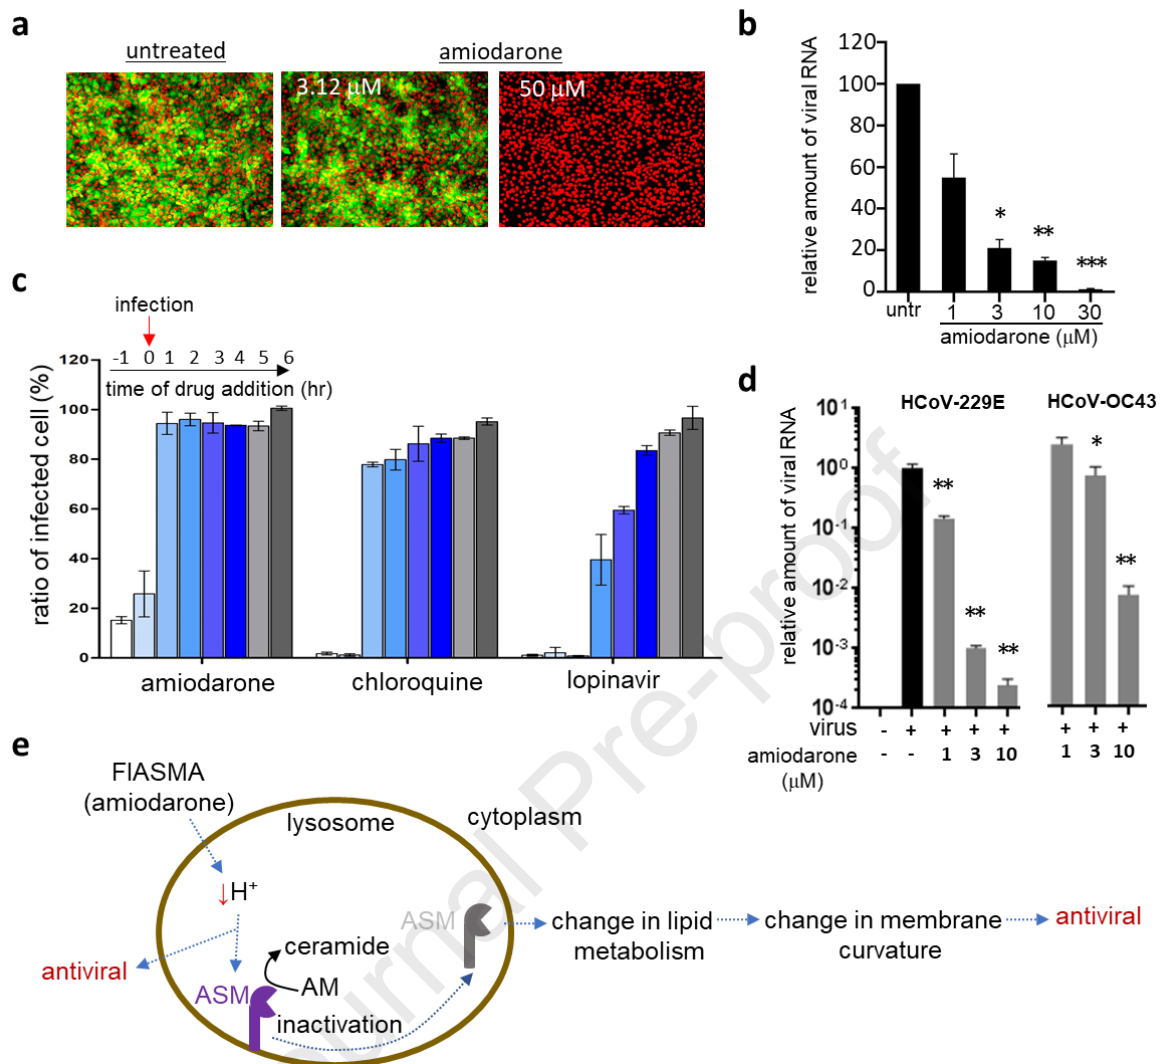 a
untreated
amiodarone
3.12 μM
50 μM
b
relative amount of viral RNA
120
100
80
60
40
20
0
*
**
***
untr
1 3 10 30
amiodarone (μM)
c
infection
-1 0 1 2 3 4 5 6
time of drug addition (hr)
ratio of infected cell (%)
120
100
80
60
40
20
0
amiodarone
chloroquine
lopinavir
d
HCoV-229E
HCoV-OC43
relative amount of viral RNA
10¹
10⁰
10⁻¹
10⁻²
10⁻³
10⁻⁴
**
**
**
*
**
virus - + + + + + + +
amiodarone - - 1 3 10 1 3 10
(μM)
e
FIASMA
(amiodarone)
lysosome
cytoplasm
↓H⁺
antiviral
ceramide
ASM
AM
inactivation
ASM
change in lipid
metabolism
change in membrane
curvature
antiviral
Journal Pre-proof